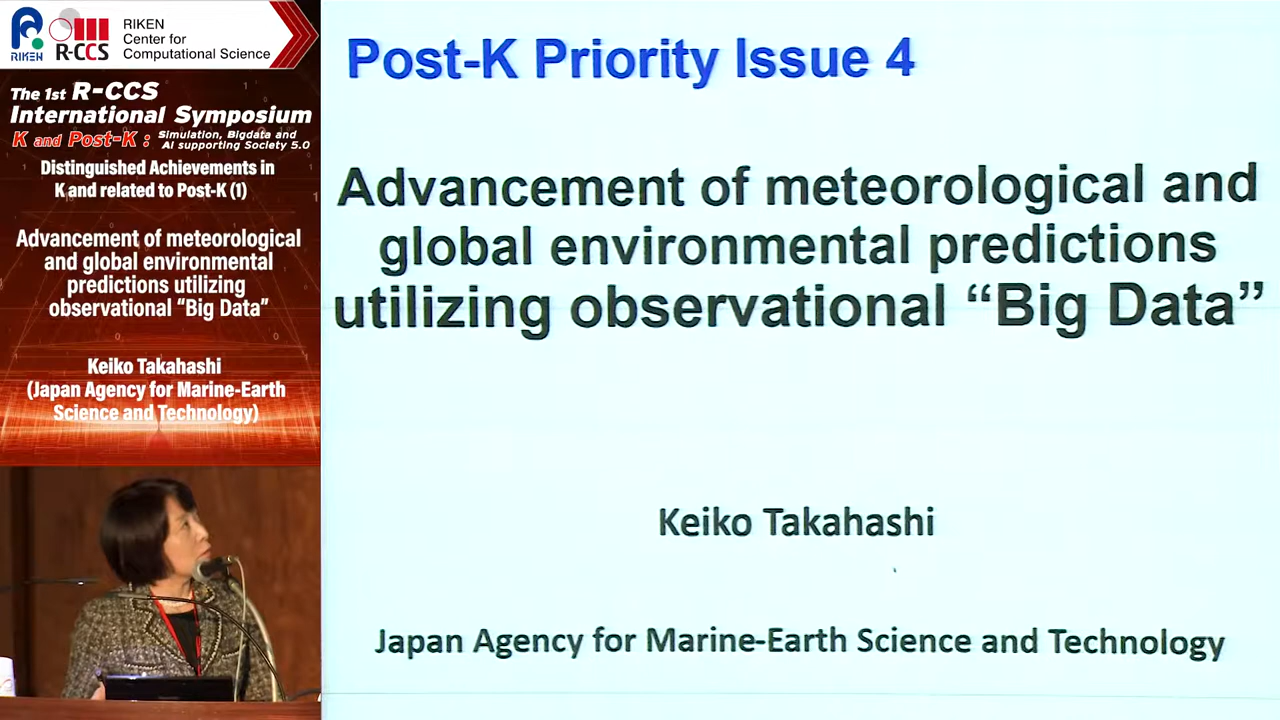 RIKEN
R-CCS
RIKEN
Center for
Computational Science
The 1st R-CCS
International Symposium
K and Post-K :
Simulation, Bigdata and
AI supporting Society 5.0
Distinguished Achievements in
K and related to Post-K (1)
Advancement of meteorological
and global environmental
predictions utilizing
observational “Big Data”
Keiko Takahashi
(Japan Agency for Marine-Earth
Science and Technology)
Post-K Priority Issue 4
Advancement of meteorological and
global environmental predictions
utilizing observational “Big Data”
Keiko Takahashi
Japan Agency for Marine-Earth Science and Technology